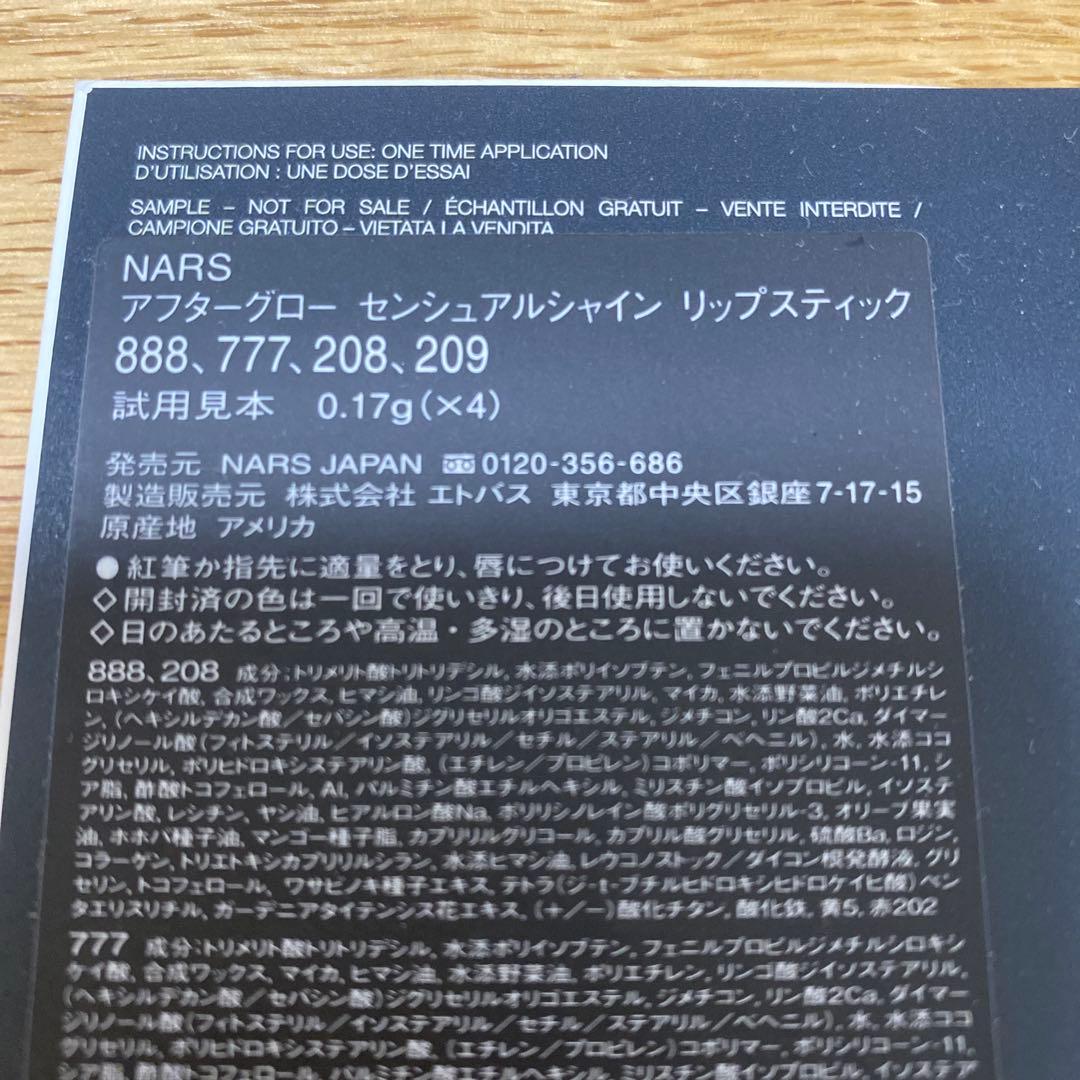 INSTRUCTIONS FOR USE: ONE TIME APPLICATION
D'UTILISATION : UNE DOSE D'ESSAI
SAMPLE – NOT FOR SALE / ÉCHANTILLON GRATUIT – VENTE INTERDITE /
CAMPIONE GRATUITO – VIETATA LA VENDITA
NARS
アフターグロー センシュアルシャイン リップスティック
888、777、208、209
試用見本 0.17g(×4)
発売元 NARS JAPAN 0120-356-686
製造販売元 株式会社 エトバス 東京都中央区銀座7-17-15
原産地 アメリカ
●紅筆か指先に適量をとり、唇につけてお使いください。
◇開封済の色は一回で使いきり、後日使用しないでください。
◇日のあたるところや高温・多湿のところに置かないでください。
888、208 成分:トリメリト酸トリトリデシル, 水添ポリイソブテン, フェニルプロピルジメチルシ
ロキシケイ酸, 合成ワックス, ヒマシ油, リンゴ酸ジイソステアリル, マイカ, 水添野菜油, ポリエチレ
ン, (ヘキシルデカン酸/セバシン酸)ジグリセリルオリゴエステル, ジメチコン, リン酸2Ca, ダイマー
ジリノール酸(フィトステリル/イソステアリル/セチル/ステアリル/ベヘニル), 水, 水添ココ
グリセリル, ポリヒドロキシステアリン酸, (エチレン/プロピレン)コポリマー, ポリシリコーン-11, シ
ア脂, 酢酸トコフェロール, Al, パルミチン酸エチルヘキシル, ミリスチン酸イソプロピル, イソステ
アリン酸, レシチン, ヤシ油, ヒアルロン酸Na, ポリリシノレイン酸ポリグリセリル-3, オリーブ果実
油, ホホバ種子油, マンゴー種子脂, カプリリルグリコール, カプリル酸グリセリル, 硫酸Ba, ロジン,
コラーゲン, トリエトキシカプリリルシラン, 水添ヒマシ油, レウコノストック/ダイコン根発酵液, グリ
セリン, トコフェロール, ワサビノキ種子エキス, テトラ(ジ-t-ブチルヒドロキシヒドロケイヒ酸)ペン
タエリスリチル, ガーデニアタイテンシス花エキス, (+/-)酸化チタン, 酸化鉄, 黄5, 赤202
777 成分:トリメリト酸トリトリデシル, 水添ポリイソブテン, フェニルプロピルジメチルシロキシ
ケイ酸, 合成ワックス, マイカ, ヒマシ油, 水添野菜油, ポリエチレン, リンゴ酸ジイソステアリル,
(ヘキシルデカン酸/セバシン酸)ジグリセリルオリゴエステル, ジメチコン, リン酸2Ca, ダイマー
ジリノール酸(フィトステリル/イソステアリル/セチル/ステアリル/ベヘニル), 水, 水添ココ
グリセリル, ポリヒドロキシステアリン酸, (エチレン/プロピレン)コポリマー, ポリシリコーン-11,
シア脂, 酢酸トコフェロール, パルミチン酸エチルヘキシル, ミリスチン酸イソプロピル, イソステア